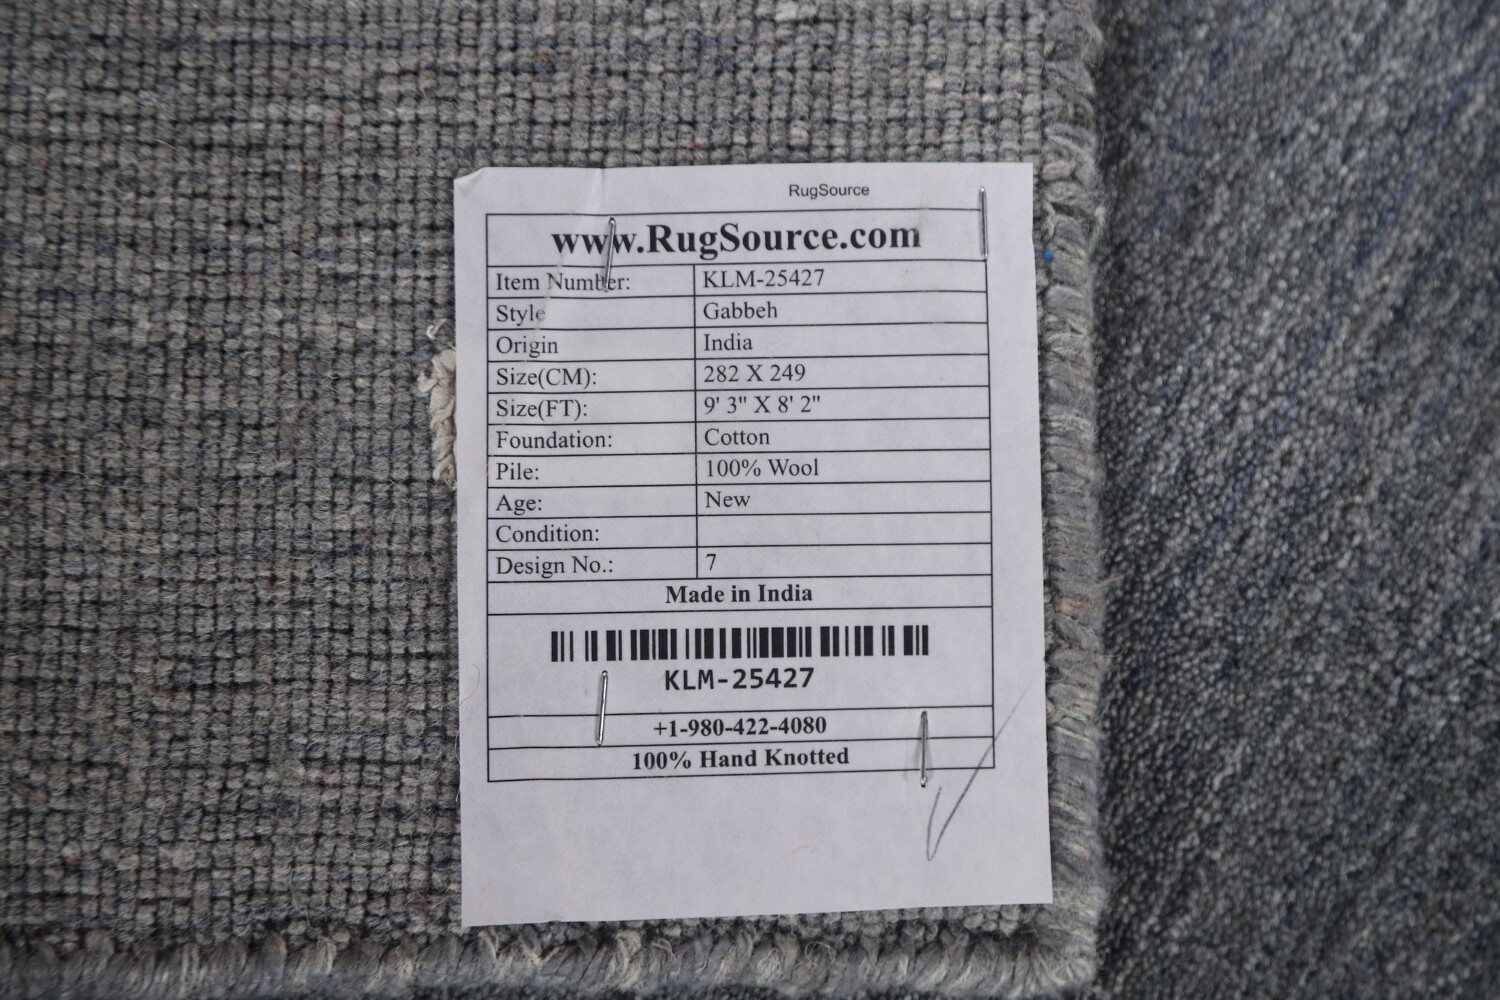 RugSource
www.RugSource.com
Item Number: KLM-25427
Style Gabbeh
Origin India
Size(CM): 282 X 249
Size(FT): 9' 3" X 8' 2"
Foundation: Cotton
Pile: 100% Wool
Age: New
Condition:
Design No.: 7
Made in India
KLM-25427
+1-980-422-4080
100% Hand Knotted